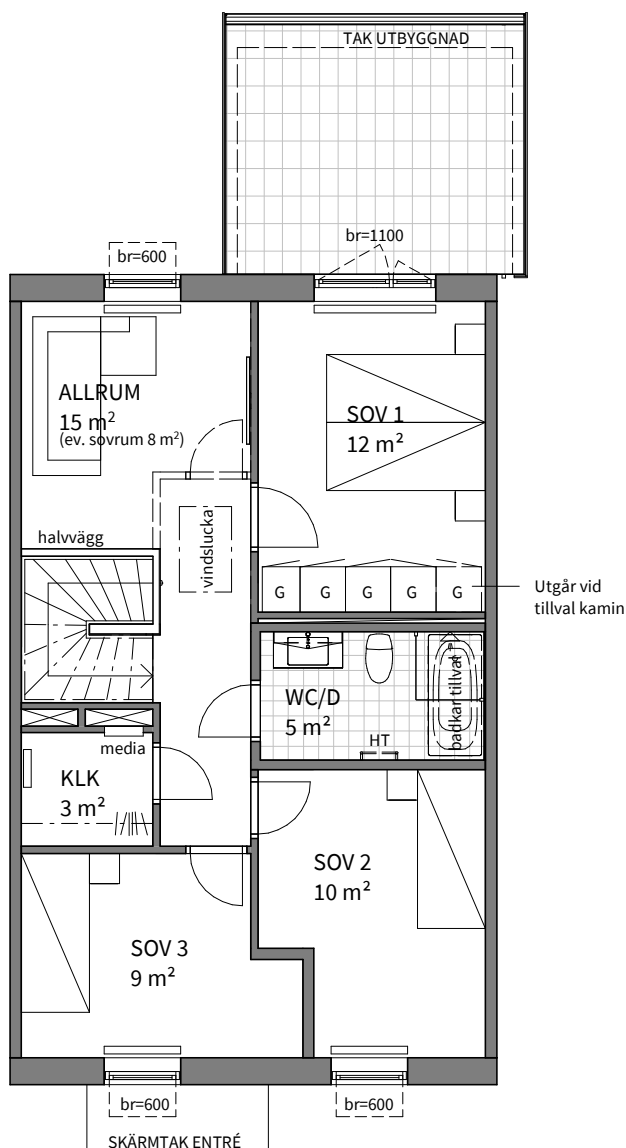 TAK UTBYGGNAD
br=1100
br=600
ALLRUM
15 m²
(ev. sovrum 8 m²)
SOV 1
12 m²
halvvägg
vindslucka
G G G G G
Utgår vid
tillval kamin
WC/D
5 m²
badkar tillval
HT
media
KLK
3 m²
SOV 2
10 m²
SOV 3
9 m²
br=600
br=600
SKÄRMTAK ENTRÉ